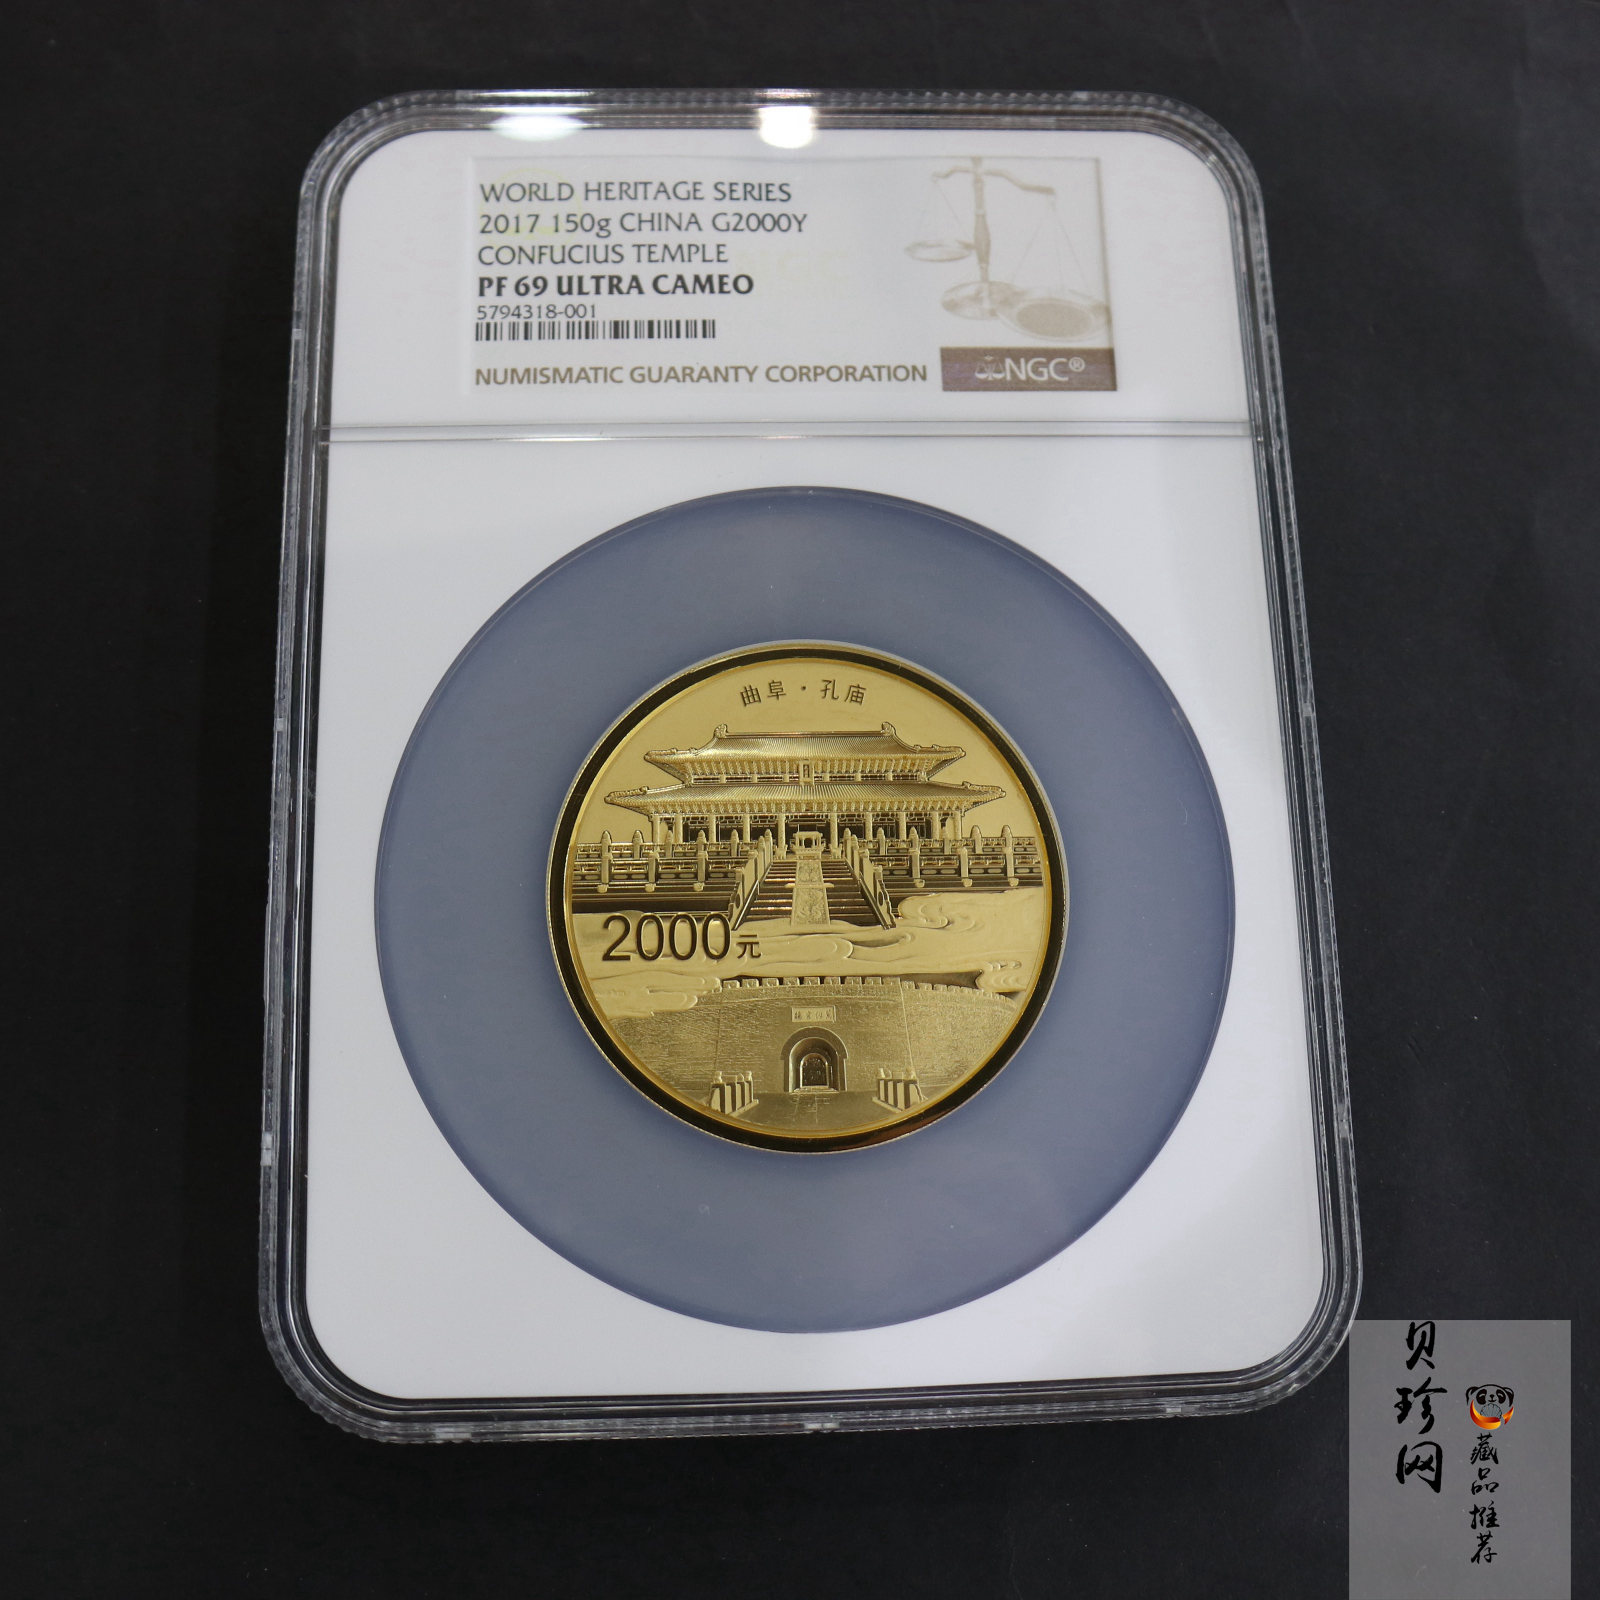 WORLD HERITAGE SERIES
2017 150g CHINA G2000Y
CONFUCIUS TEMPLE
PF 69 ULTRA CAMEO
5794318-001
NUMISMATIC GUARANTY CORPORATION
NGC®
曲阜·孔庙
2000元
贝珍网
藏品推荐